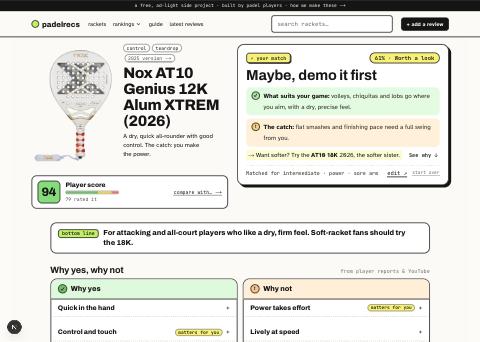 a free, ad-light side project · built by padel players · how we make these →
padelrecs
rackets
rankings
guide
latest reviews
search rackets…
+ add a review
control
teardrop
2025 version →
Nox AT10
Genius 12K
Alum XTREM
(2026)
A dry, quick all-rounder with good
control. The catch: you make
the power.
94
Player score
79 rated it
compare with… →
⚡ your match
61% · Worth a look
Maybe, demo it first
What suits your game: volleys, chiquitas and lobs go where
you aim, with a dry, precise feel.
The catch: flat smashes and finishing pace need a full swing
from you.
→ Want softer? Try the AT10 18K 2026, the softer sister.
See why ↓
Matched for intermediate · power · sore arm
edit ↗
start over
bottom line
For attacking and all-court players who like a dry, firm feel. Soft-racket fans should try
the 18K.
Why yes, why not
from player reports & YouTube
Why yes
Quick in the hand
+
Control and touch
matters for you
+
Why not
Power takes effort
matters for you
+
Lively at speed
+